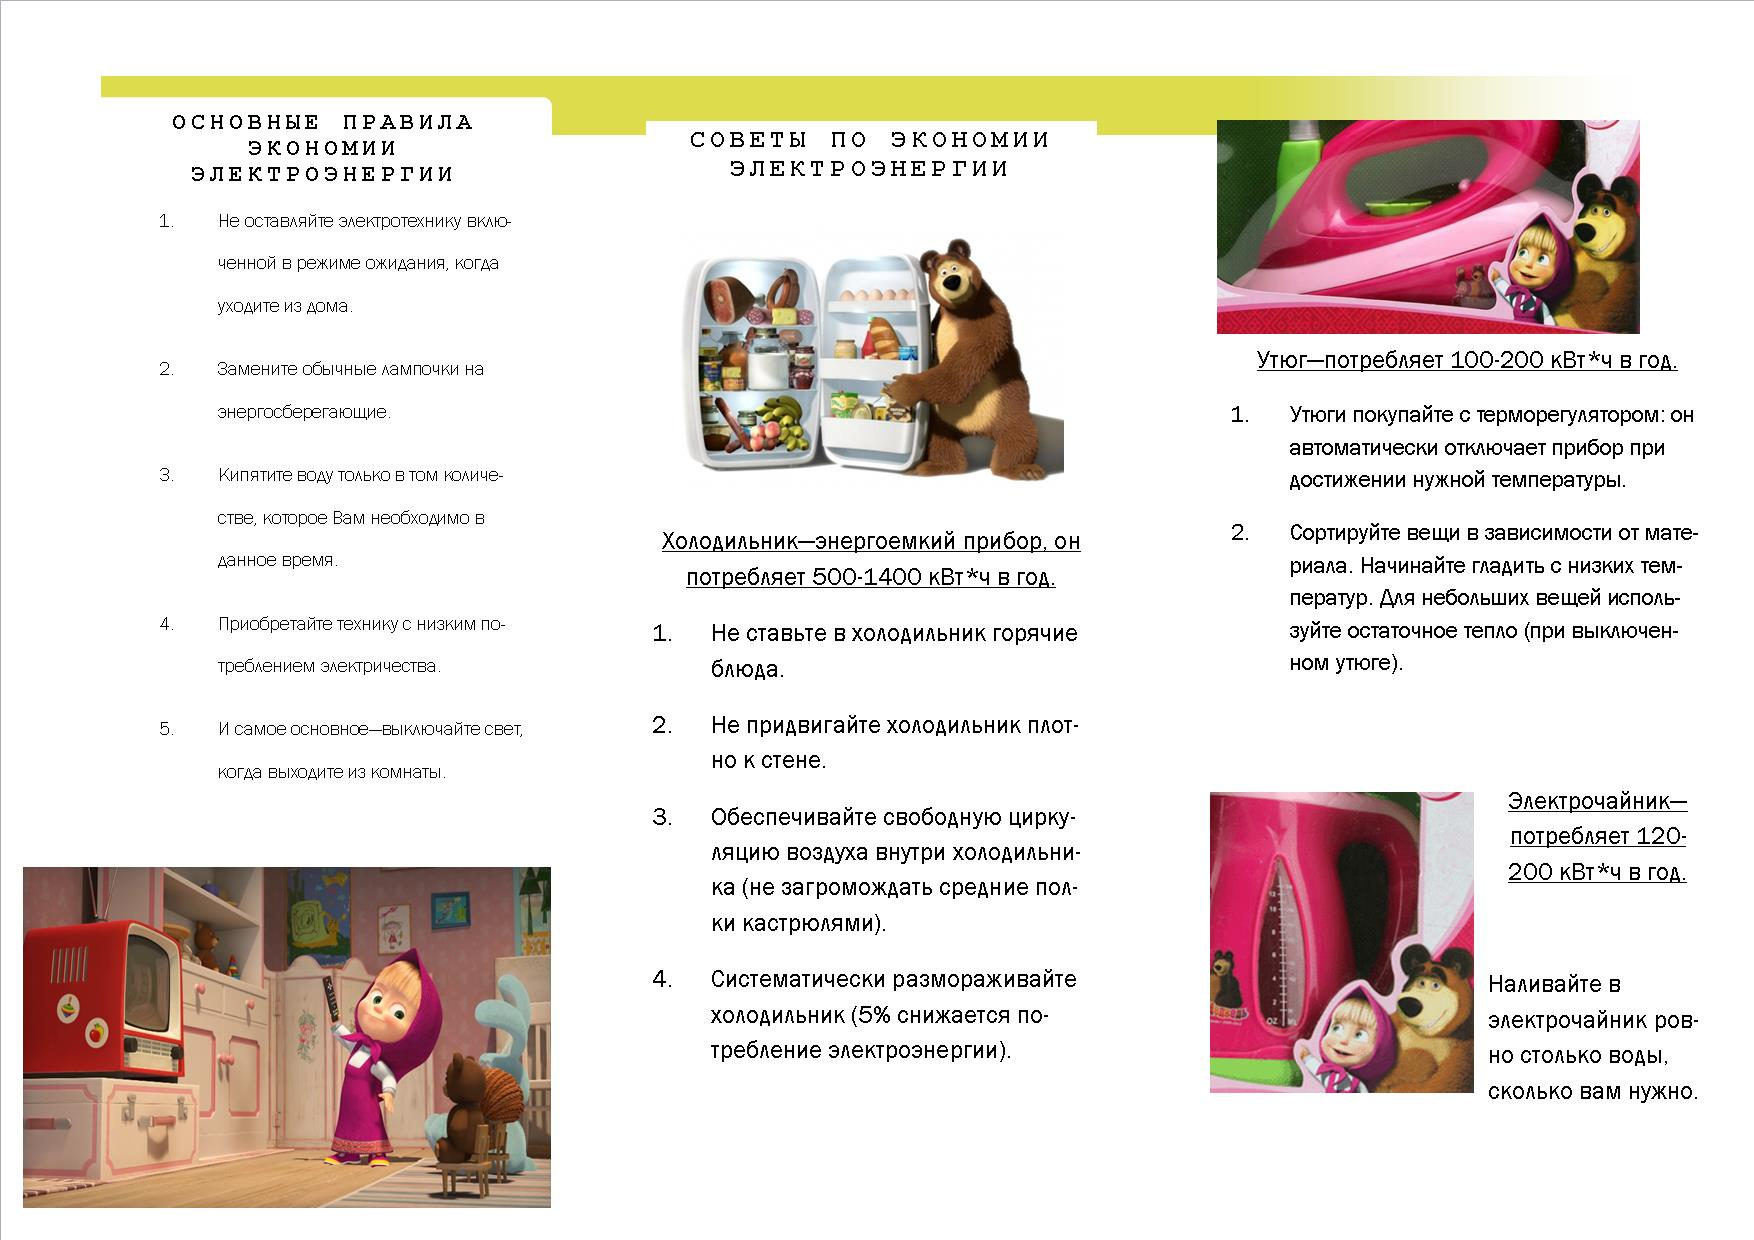 ОСНОВНЫЕ ПРАВИЛА
ЭКОНОМИИ
ЭЛЕКТРОЭНЕРГИИ
1. Не оставляйте электротехнику вклю-
ченной в режиме ожидания, когда
уходите из дома.
2. Замените обычные лампочки на
энергосберегающие.
3. Кипятите воду только в том количе-
стве, которое Вам необходимо в
данное время.
4. Приобретайте технику с низким по-
треблением электричества.
5. И самое основное—выключайте свет,
когда выходите из комнаты.
СОВЕТЫ ПО ЭКОНОМИИ
ЭЛЕКТРОЭНЕРГИИ
Холодильник—энергоемкий прибор, он
потребляет 500-1400 кВт*ч в год.
1. Не ставьте в холодильник горячие
блюда.
2. Не придвигайте холодильник плот-
но к стене.
3. Обеспечивайте свободную цирку-
ляцию воздуха внутри холодильни-
ка (не загромождать средние пол-
ки кастрюлями).
4. Систематически размораживайте
холодильник (5% снижается по-
требление электроэнергии).
Утюг—потребляет 100-200 кВт*ч в год.
1. Утюги покупайте с терморегулятором: он
автоматически отключает прибор при
достижении нужной температуры.
2. Сортируйте вещи в зависимости от мате-
риала. Начинайте гладить с низких тем-
ператур. Для небольших вещей исполь-
зуйте остаточное тепло (при выключен-
ном утюге).
Электрочайник—
потребляет 120-
200 кВт*ч в год.
Наливайте в
электрочайник ров-
но столько воды,
сколько вам нужно.